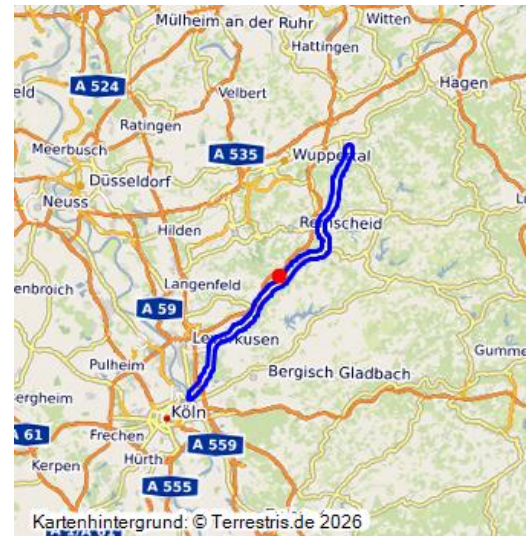 Mülheim an der Ruhr
Witten
Hattingen
Hagen
A 524
Velbert
Ratingen
Meerbusch
A 535
Wuppertal
Düsseldorf
Neuss
Hilden
Remscheid
Langenfeld
A 59
Leverkusen
Pulheim
Gumme
Bergisch Gladbach
Bergheim
Köln
A 61
Frechen
A 559
Hürth
Kerpen
A 555
Kartenhintergrund: © Terrestris.de 2026